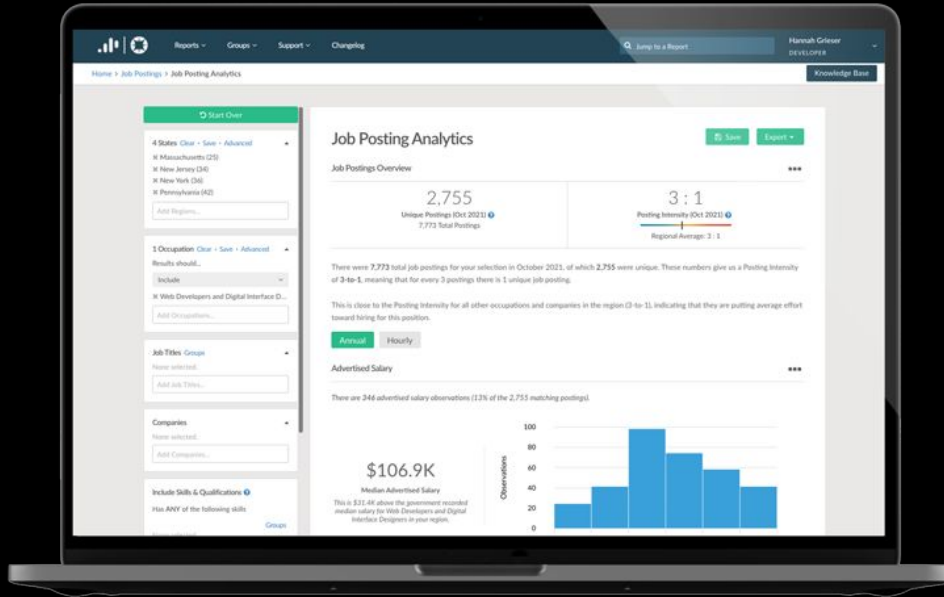 Reports Groups Support Changelog Jump to a Report Hannah Grieser
DEVELOPER
Home > Job Postings > Job Posting Analytics Knowledge Base
Start Over
4 States Clear • Save • Advanced
Massachusetts (25)
New Jersey (34)
New York (36)
Pennsylvania (42)
Add Regions...
1 Occupation Clear • Save • Advanced
Results should...
Include
Web Developers and Digital Interface D...
Add Occupations...
Job Titles Groups
None selected.
Add Job Titles...
Companies
None selected.
Add Companies...
Include Skills & Qualifications
Has ANY of the following skills
Groups
Job Posting Analytics
Save Export
Job Postings Overview
2,755
Unique Postings (Oct 2021)
7,773 Total Postings
3 : 1
Posting Intensity (Oct 2021)
Regional Average: 3 : 1
There were 7,773 total job postings for your selection in October 2021, of which 2,755 were unique. These numbers give us a Posting Intensity
of 3-to-1, meaning that for every 3 postings there is 1 unique job posting.
This is close to the Posting Intensity for all other occupations and companies in the region (3-to-1), indicating that they are putting average effort
toward hiring for this position.
Annual Hourly
Advertised Salary
There are 346 advertised salary observations (13% of the 2,755 matching postings).
$106.9K
Median Advertised Salary
This is $31.4K above the government recorded
median salary for Web Developers and Digital
Interface Designers in your region.
Observations
100
80
60
40
20
0